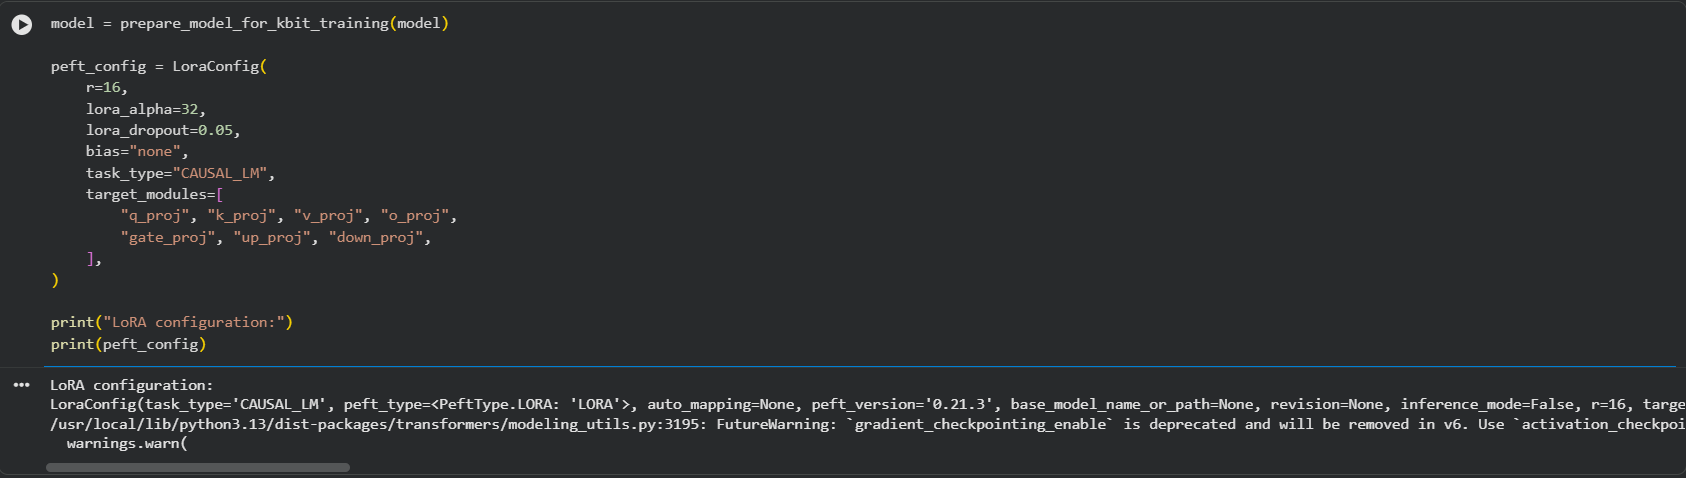 model = prepare_model_for_kbit_training(model)
peft_config = LoraConfig(
    r=16,
    lora_alpha=32,
    lora_dropout=0.05,
    bias="none",
    task_type="CAUSAL_LM",
    target_modules=[
        "q_proj", "k_proj", "v_proj", "o_proj",
        "gate_proj", "up_proj", "down_proj",
    ],
)
print("LoRA configuration:")
print(peft_config)
LoRA configuration:
LoraConfig(task_type='CAUSAL_LM', peft_type=<PeftType.LORA: 'LORA'>, auto_mapping=None, peft_version='0.21.3', base_model_name_or_path=None, revision=None, inference_mode=False, r=16, targe
/usr/local/lib/python3.13/dist-packages/transformers/modeling_utils.py:3195: FutureWarning: `gradient_checkpointing_enable` is deprecated and will be removed in v6. Use `activation_checkpoi
  warnings.warn(